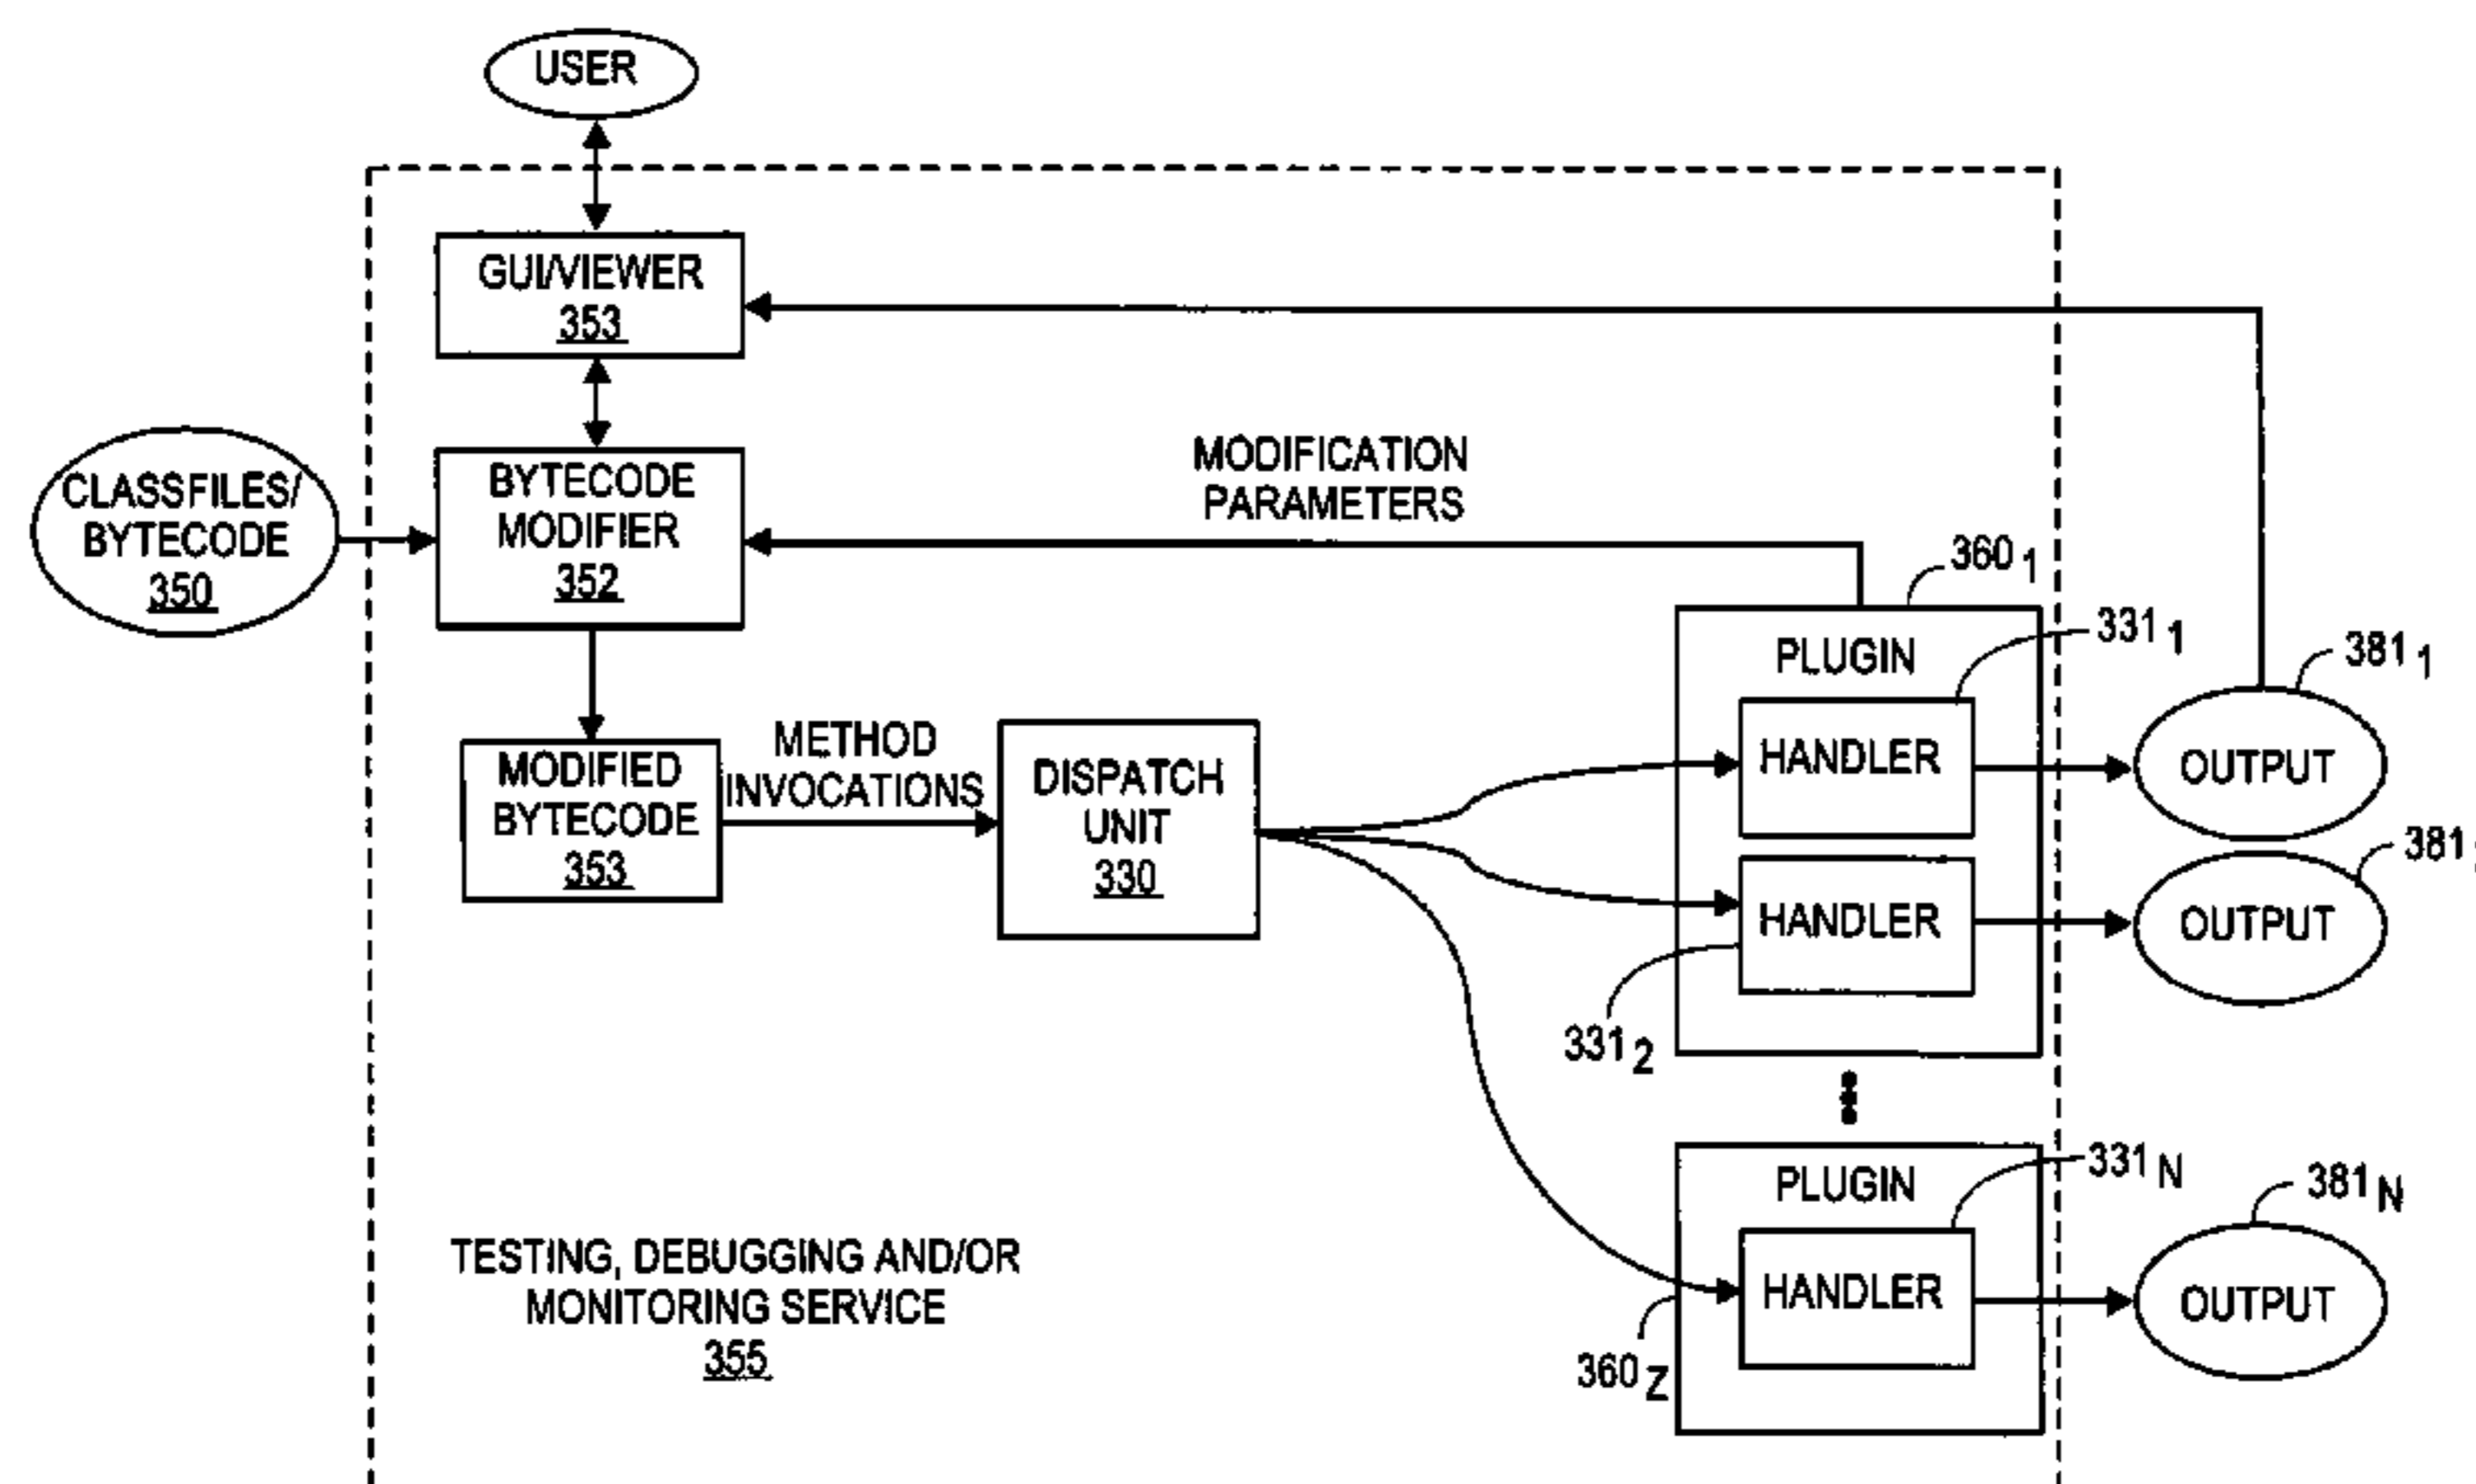 USER
GUI/VIEWER
353
CLASSFILES/
BYTECODE
350
BYTECODE
MODIFIER
352
MODIFICATION
PARAMETERS
360 1
PLUGIN
331 1
HANDLER
381 1
OUTPUT
MODIFIED
BYTECODE
353
METHOD
INVOCATIONS
DISPATCH
UNIT
330
HANDLER
331 2
381
OUTPUT
PLUGIN
331 N
HANDLER
360 Z
381 N
OUTPUT
TESTING, DEBUGGING AND/OR
MONITORING SERVICE
355